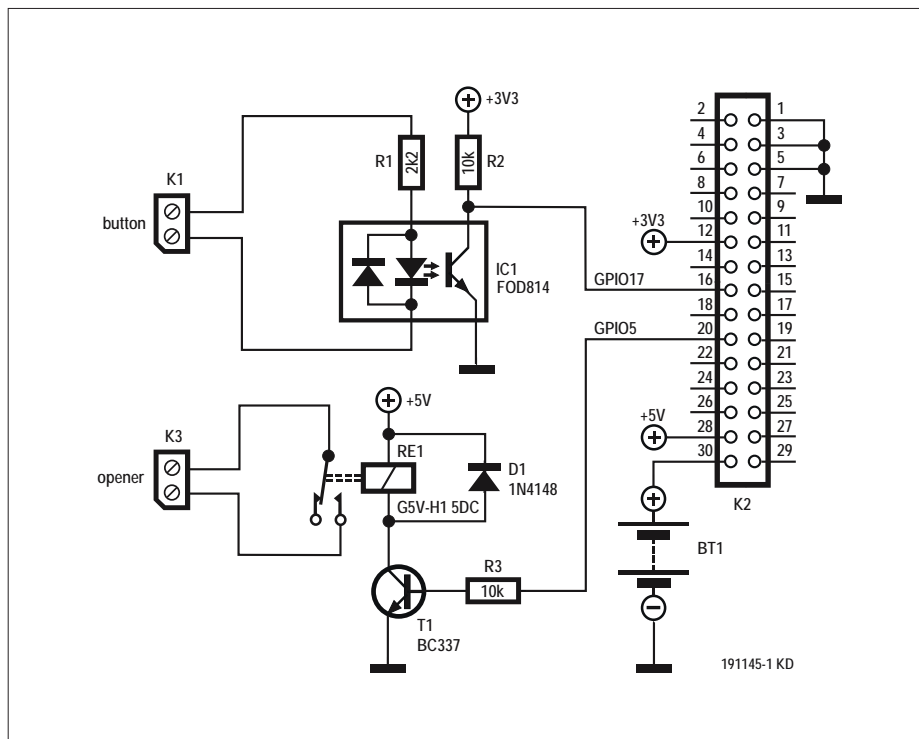 K1
button
R1
2k2
+3V3
10k
R2
IC1
FOD814
GPIO17
GPIO5
K3
opener
+5V
RE1
G5V-H1 5DC
D1
1N4148
T1
BC337
R3
10k
2 1
4 3
6 5
8 7
10 9
+3V3
12 11
14 13
16 15
18 17
20 19
22 21
24 23
26 25
+5V
28 27
30 29
K2
BT1
191145-1 KD